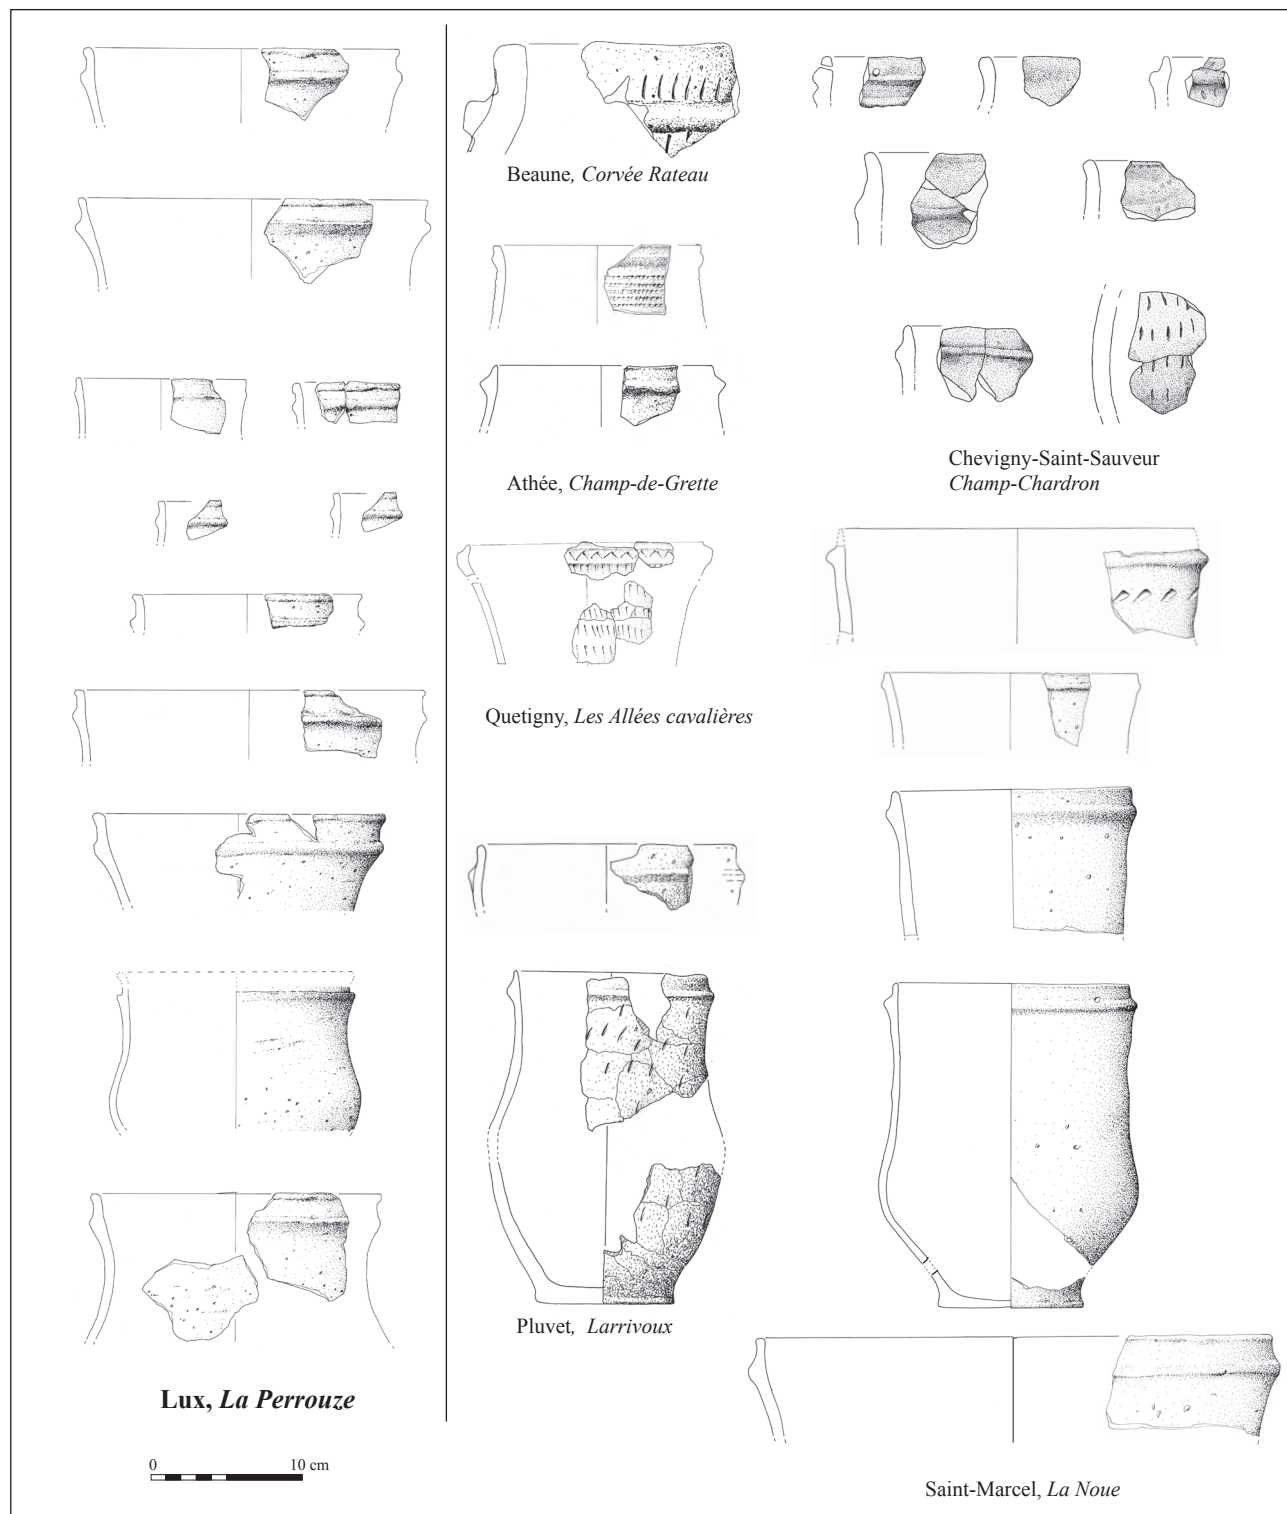 Beaune, Corvée Rateau
Athée, Champ-de-Grette
Chevigny-Saint-Sauveur
Champ-Chardron
Quetigny, Les Allées cavalières
Pluvet, Larrivoux
Lux, La Perrouze
0 10 cm
Saint-Marcel, La Noue